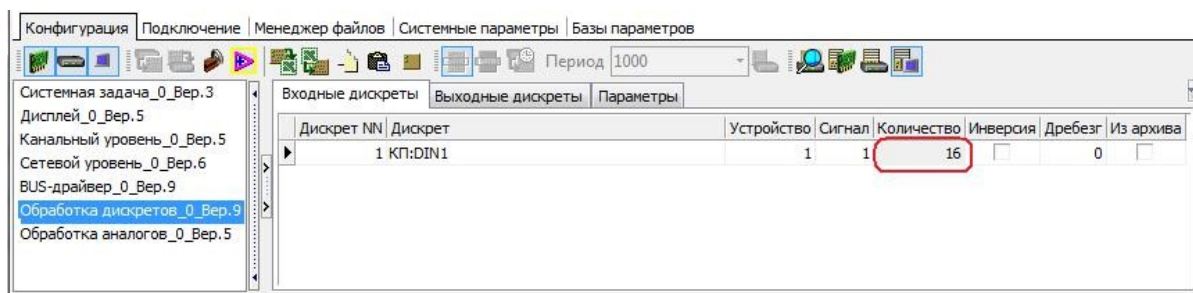 Конфигурация Подключение Менеджер файлов Системные параметры Базы параметров
Период 1000
Системная задача_0_Вер.3
Дисплей_0_Вер.5
Канальный уровень_0_Вер.5
Сетевой уровень_0_Вер.6
BUS-драйвер_0_Вер.9
Обработка дискретов_0_Вер.9
Обработка аналогов_0_Вер.5
Входные дискреты Выходные дискреты Параметры
Дискрет NN Дискрет Устройство Сигнал Количество Инверсия Дребезг Из архива
1 КП:DIN1 1 1 16 0